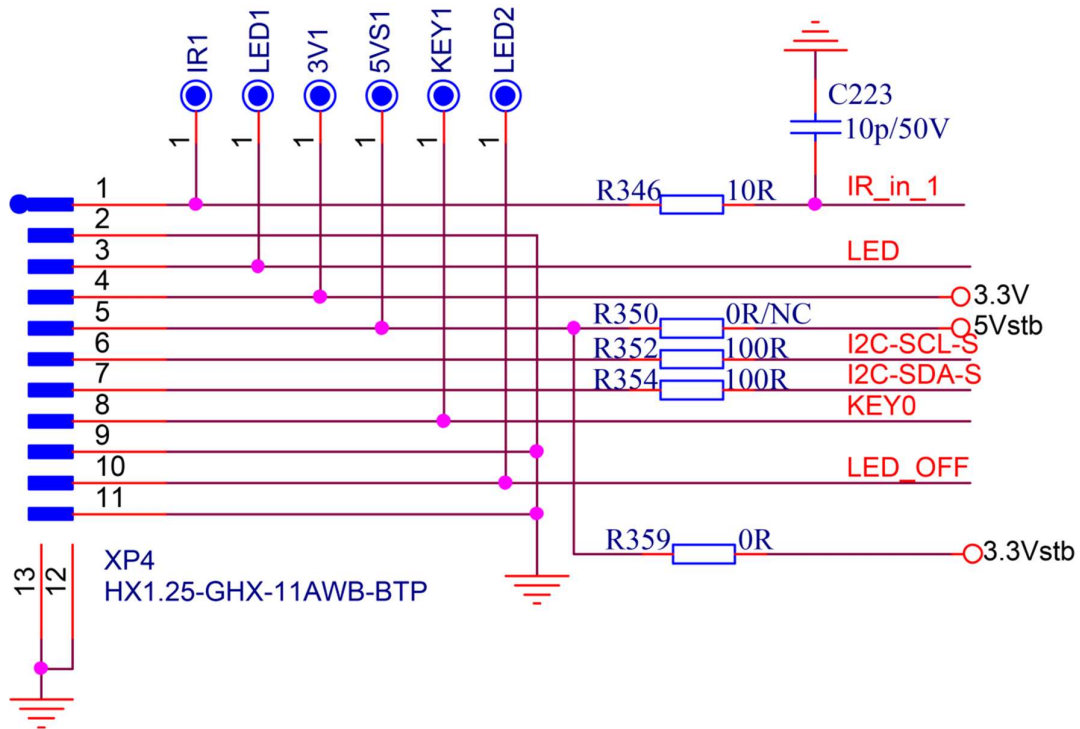 IR1
LED1
3V1
5VS1
KEY1
LED2
1
1
1
1
1
1
C223
10p/50V
1
R346 10R
IR_in_1
2
3
LED
4
3.3V
5
R350 0R/NC
5Vstb
6
R352 100R
I2C-SCL-S
7
R354 100R
I2C-SDA-S
8
KEY0
9
10
LED_OFF
11
R359 0R
3.3Vstb
13
12
XP4
HX1.25-GHX-11AWB-BTP